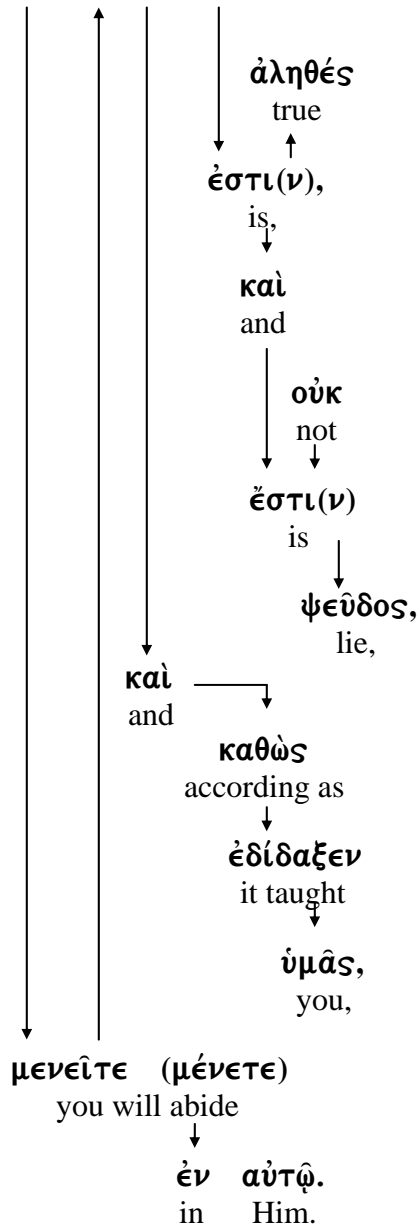 ἀληθές
true
ἐστι(ν),
is,
καὶ
and
οὐκ
not
ἔστι(ν)
is
ψεῦδος,
lie,
καὶ
and
καθὼς
according as
ἐδίδαξεν
it taught
ὑμᾶς,
you,
μενεῖτε (μένετε)
you will abide
ἐν αὐτῷ.
in Him.